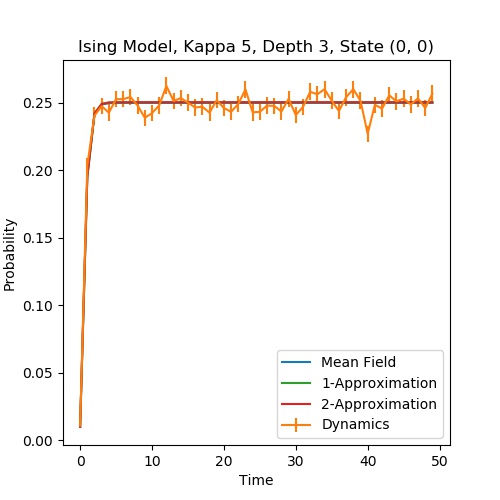 Ising Model, Kappa 5, Depth 3, State (0, 0)
Probability
0.25
0.20
0.15
0.10
0.05
0.00
0 10 20 30 40 50
Time
Mean Field
1-Approximation
2-Approximation
Dynamics